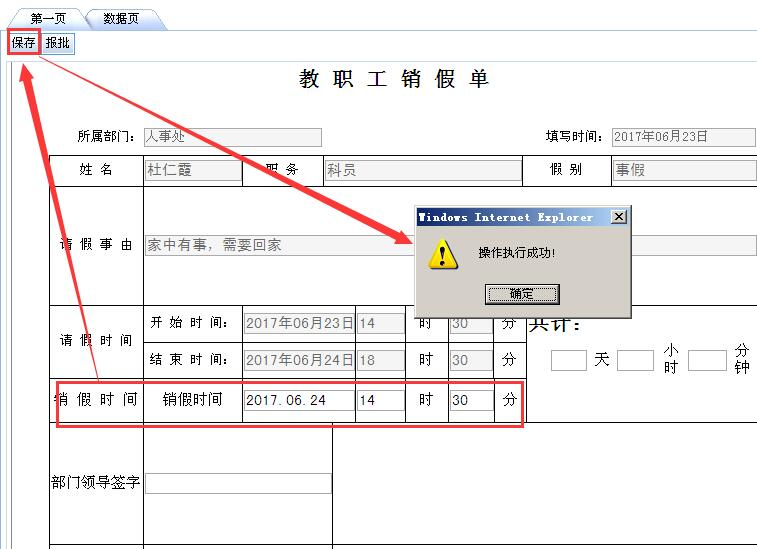 第一页 数据页
保存 报批
教 职 工 销 假 单
所属部门： 人事处 填写时间： 2017年06月23日
姓 名 杜仁霞 职 务 科员 假 别 事假
Windows Internet Explorer
操作执行成功!
确定
请 假 事 由 家中有事，需要回家
请 假 时 间 开 始 时 间： 2017年06月23日 14 时 30 分 共计：
结 束 时 间： 2017年06月24日 18 时 30 分 天 小时 分钟
销 假 时 间 销假时间 2017.06.24 14 时 30 分
部门领导签字